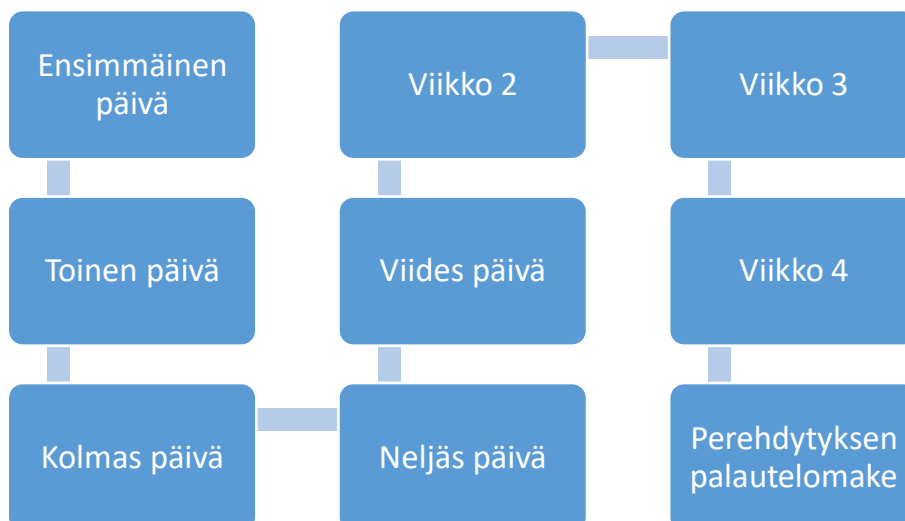 Ensimmäinen
päivä
Toinen päivä
Kolmas päivä
Neljäs päivä
Viides päivä
Viikko 2
Viikko 3
Viikko 4
Perehdytyksen
palautelomake